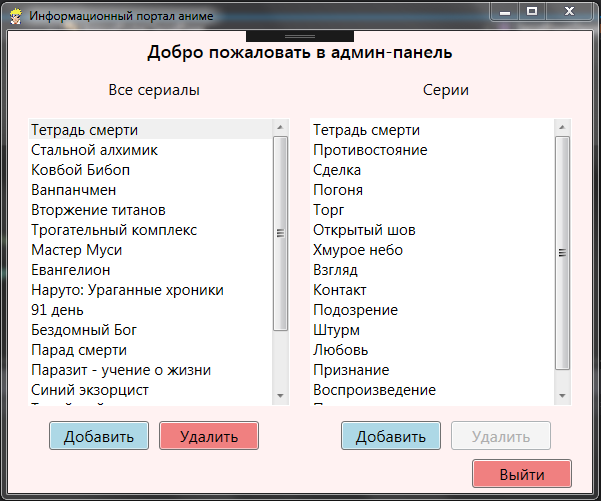 Информационный портал аниме
Добро пожаловать в админ-панель
Все сериалы
Тетрадь смерти
Стальной алхимик
Ковбой Бибоп
Ванпанчмен
Вторжение титанов
Трогательный комплекс
Мастер Муси
Евангелион
Наруто: Ураганные хроники
91 день
Бездомный Бог
Парад смерти
Паразит - учение о жизни
Синий экзорцист
Добавить
Удалить
Серии
Тетрадь смерти
Противостояние
Сделка
Погоня
Торг
Открытый шов
Хмурое небо
Взгляд
Контакт
Подозрение
Штурм
Любовь
Признание
Воспроизведение
Добавить
Удалить
Выйти